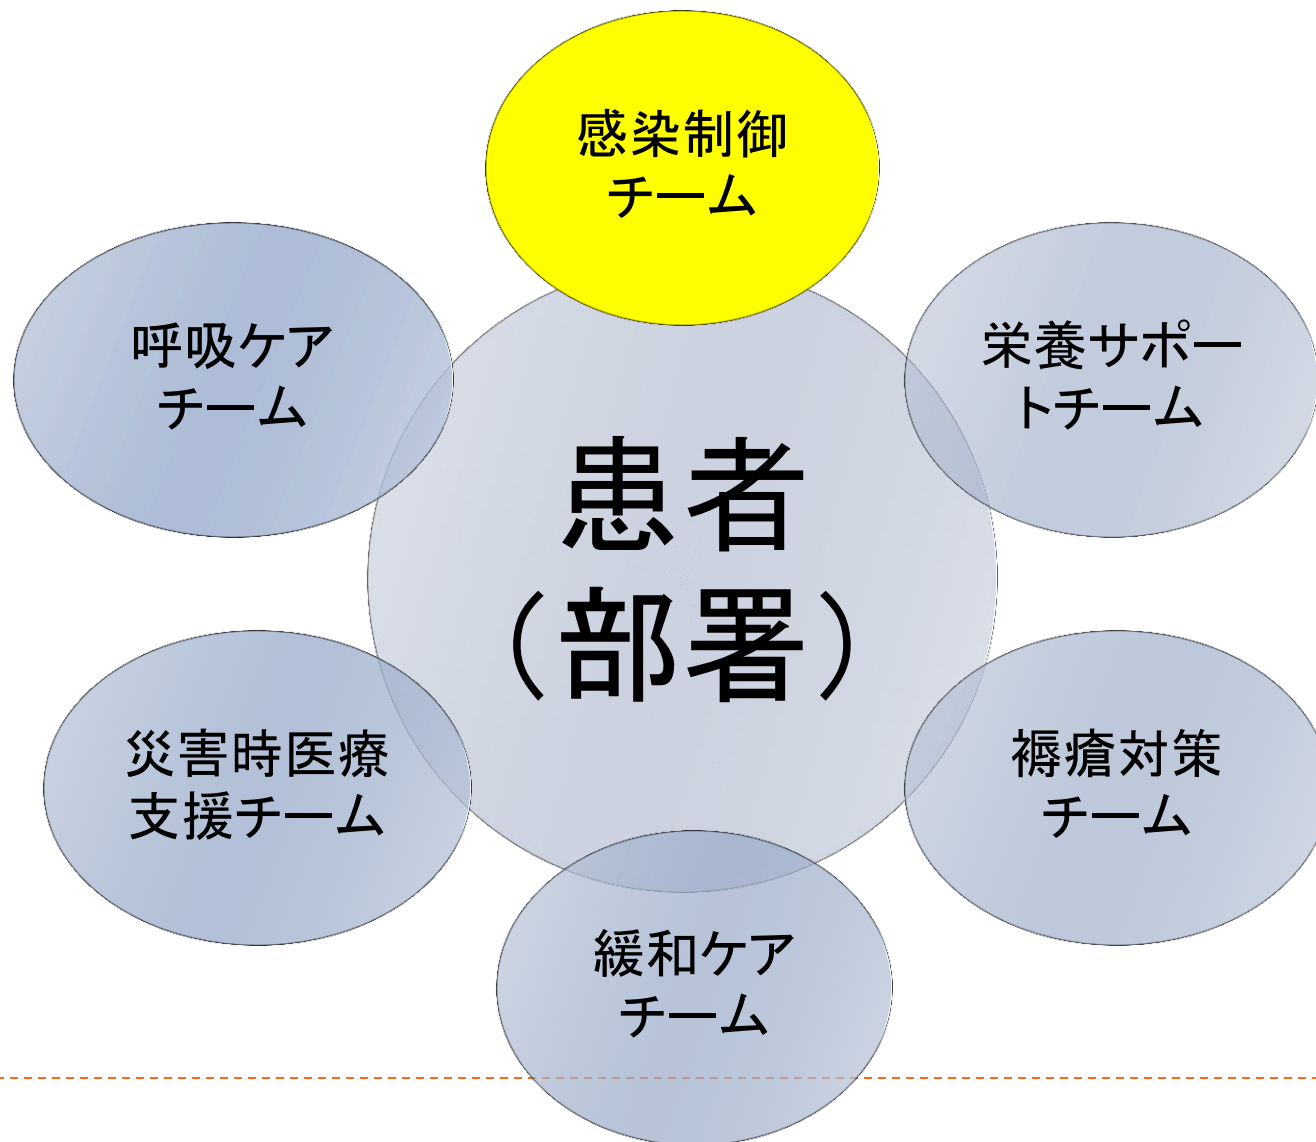 感染制御
チーム
呼吸ケア
チーム
栄養サポー
トチーム
患者
（部署）
災害時医療
支援チーム
褥瘡対策
チーム
緩和ケア
チーム